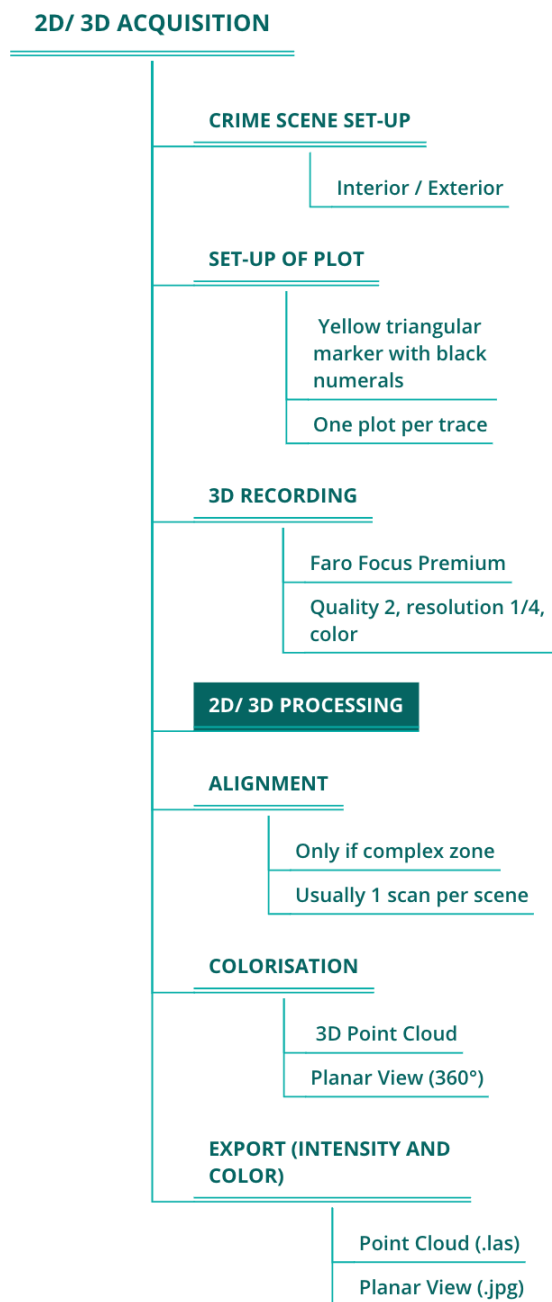 2D/ 3D ACQUISITION
CRIME SCENE SET-UP
Interior / Exterior
SET-UP OF PLOT
Yellow triangular
marker with black
numerals
One plot per trace
3D RECORDING
Faro Focus Premium
Quality 2, resolution 1/4,
color
2D/ 3D PROCESSING
ALIGNMENT
Only if complex zone
Usually 1 scan per scene
COLORISATION
3D Point Cloud
Planar View (360°)
EXPORT (INTENSITY AND
COLOR)
Point Cloud (.las)
Planar View (.jpg)